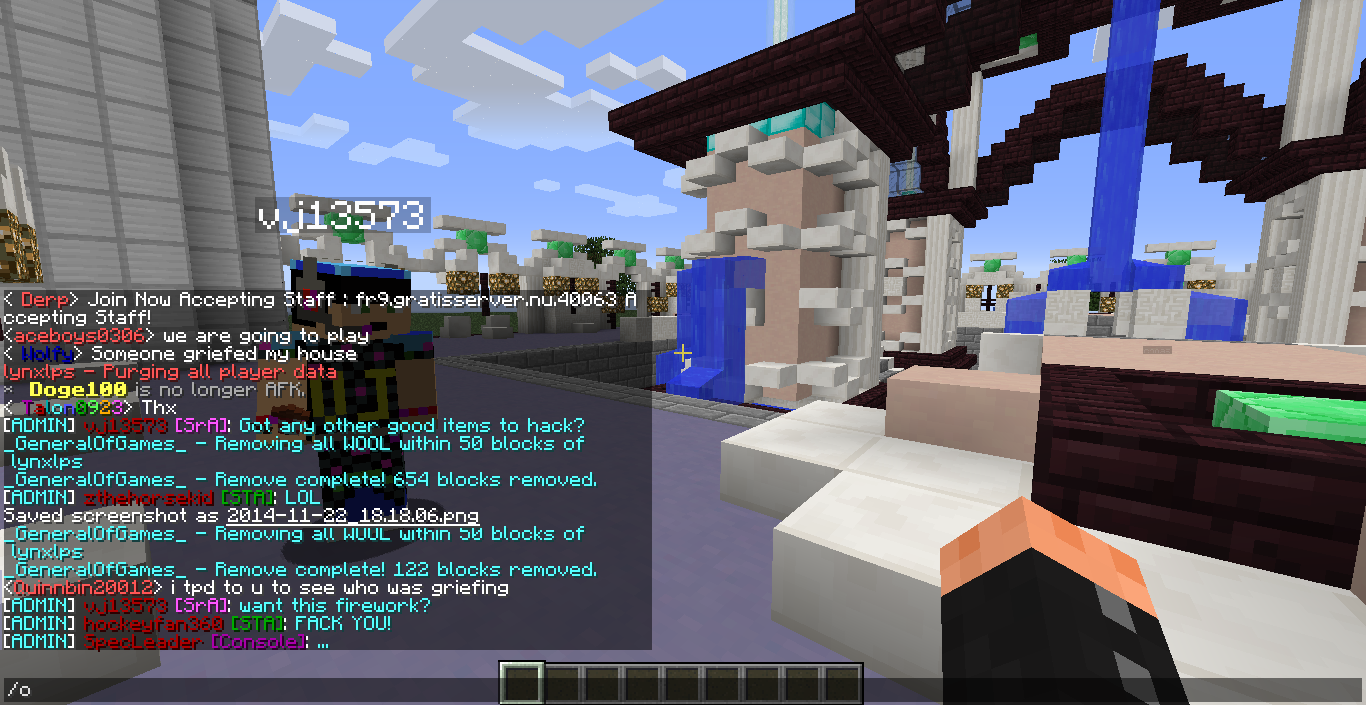 vj13573
< Derp> Join Now Accepting Staff : fr9.gratisserver.nu:40063 A
ccepting Staff!
<aceboys0306> we are going to play
< Wolfy> Someone griefed my house
lynxlps - Purging all player data
* Doge100 is no longer AFK.
< Talon0923> Thx
[ADMIN] vj13573 [SrA]: Got any other good items to hack?
_GeneralOfGames_ - Removing all WOOL within 50 blocks of
lynxlps
_GeneralOfGames_ - Remove complete! 654 blocks removed.
[ADMIN] zthehorsekid [STA]: LOL
Saved screenshot as 2014-11-22_18.18.06.png
_GeneralOfGames_ - Removing all WOOL within 50 blocks of
lynxlps
_GeneralOfGames_ - Remove complete! 122 blocks removed.
<Quinnbin20012> i tpd to u to see who was griefing
[ADMIN] vj13573 [SrA]: want this firework?
[ADMIN] hockeyfan360 [STA]: FACK YOU!
[ADMIN] SpecLeader [Console]: ...
/o